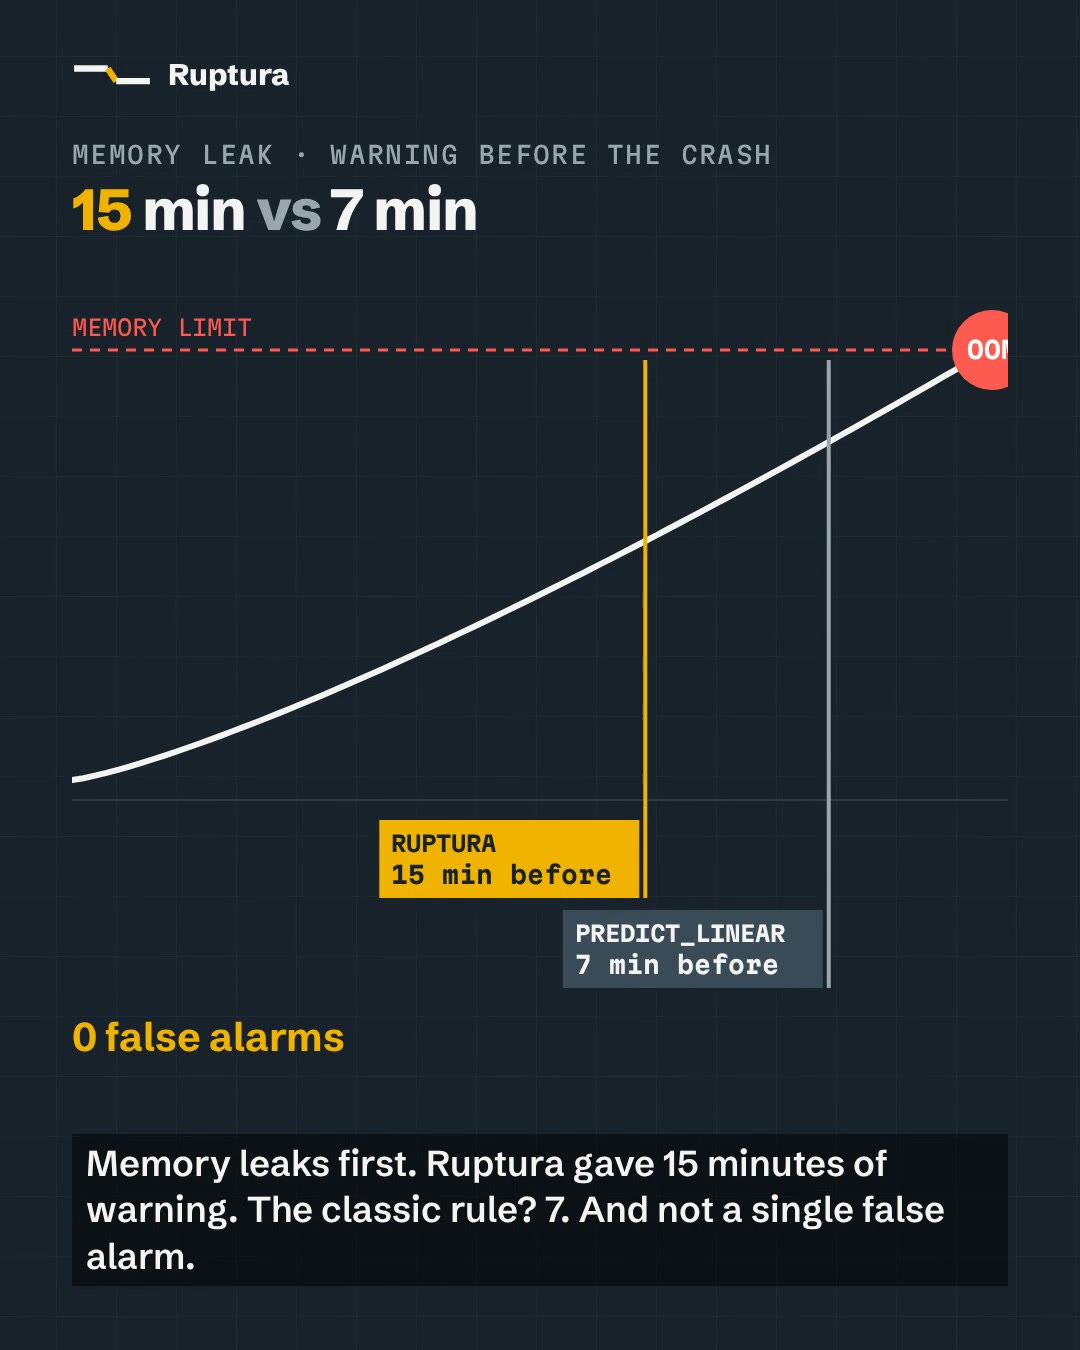 Ruptura
MEMORY LEAK · WARNING BEFORE THE CRASH
15 min vs 7 min
MEMORY LIMIT
RUPTURA
15 min before
PREDICT_LINEAR
7 min before
0 false alarms
Memory leaks first. Ruptura gave 15 minutes of
warning. The classic rule? 7. And not a single false
alarm.